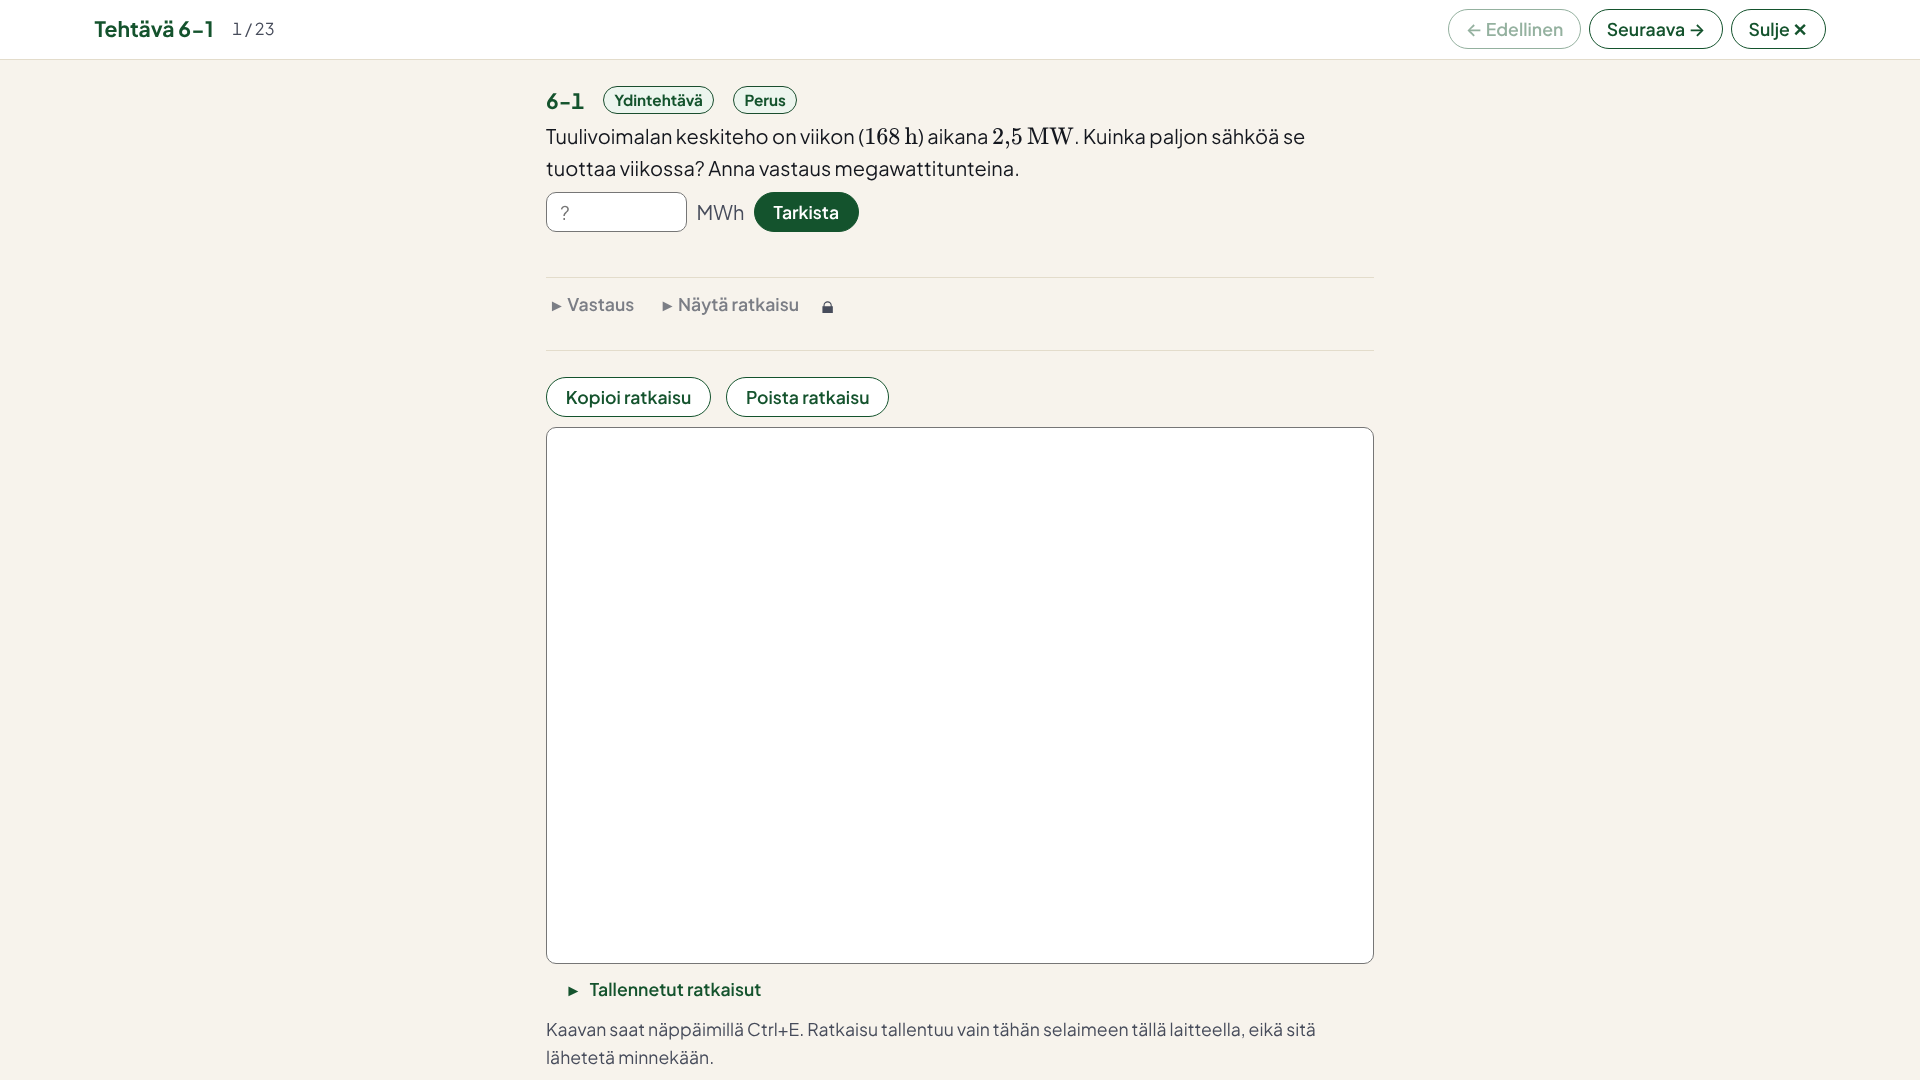 Tehtävä 6-1 1 / 23 ← Edellinen Seuraava → Sulje ✕
6-1 Ydintehtävä Perus
Tuulivoimalan keskiteho on viikon (168 h) aikana 2,5 MW. Kuinka paljon sähköä se
tuottaa viikossa? Anna vastaus megawattitunteina.
? MWh Tarkista
▸ Vastaus ▸ Näytä ratkaisu
Kopioi ratkaisu Poista ratkaisu
▸ Tallennetut ratkaisut
Kaavan saat näppäimillä Ctrl+E. Ratkaisu tallentuu vain tähän selaimeen tällä laitteella, eikä sitä
lähetetä minnekään.